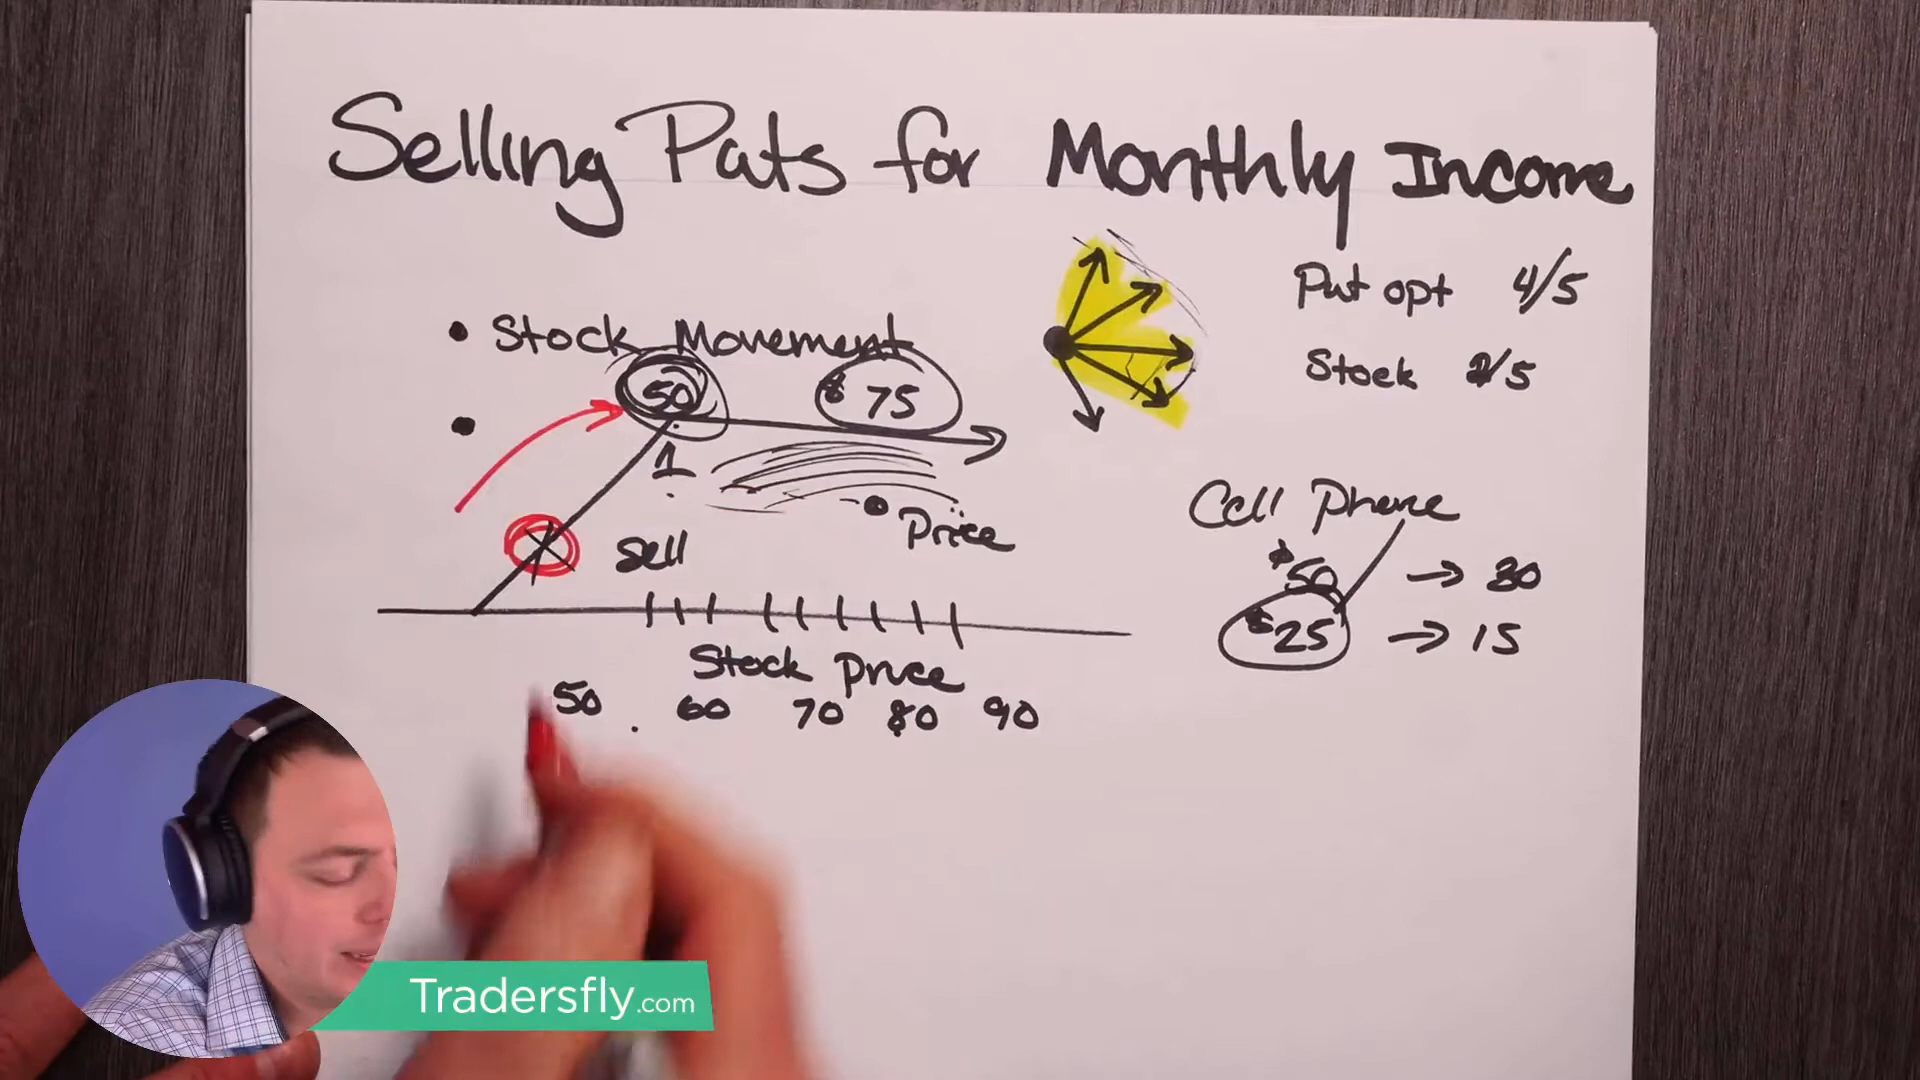 Selling Puts for Monthly Income
Put opt 4/5
Stock 2/5
• Stock Movement
50 $75
•
1
• Price
Sell
Cell Phone
$50 → 30
$25 → 15
Stock price
50 60 70 80 90
Tradersfly.com